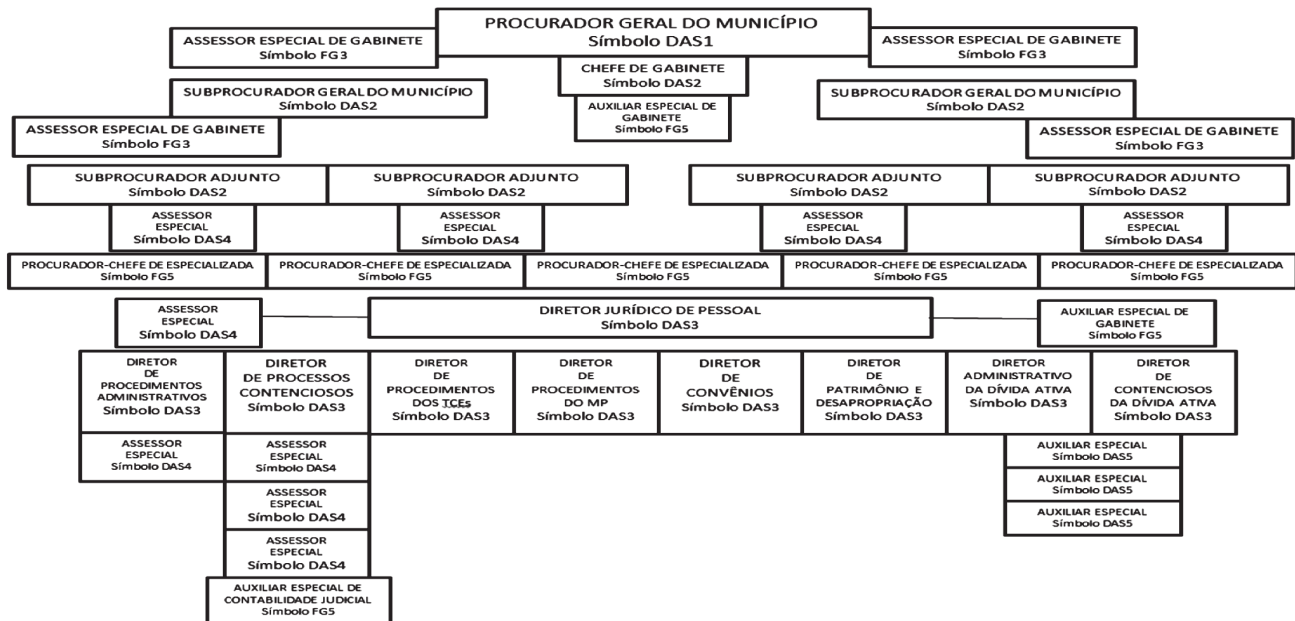 PROCURADOR GERAL DO MUNICÍPIO
Símbolo DAS1
ASSESSOR ESPECIAL DE GABINETE
Símbolo FG3
ASSESSOR ESPECIAL DE GABINETE
Símbolo FG3
CHEFE DE GABINETE
Símbolo DAS2
SUBPROCURADOR GERAL DO MUNICÍPIO
Símbolo DAS2
AUXILIAR ESPECIAL DE
GABINETE
Símbolo FG5
SUBPROCURADOR GERAL DO MUNICÍPIO
Símbolo DAS2
ASSESSOR ESPECIAL DE GABINETE
Símbolo FG3
ASSESSOR ESPECIAL DE GABINETE
Símbolo FG3
SUBPROCURADOR ADJUNTO
Símbolo DAS2
SUBPROCURADOR ADJUNTO
Símbolo DAS2
SUBPROCURADOR ADJUNTO
Símbolo DAS2
SUBPROCURADOR ADJUNTO
Símbolo DAS2
ASSESSOR
ESPECIAL
Símbolo DAS4
ASSESSOR
ESPECIAL
Símbolo DAS4
ASSESSOR
ESPECIAL
Símbolo DAS4
ASSESSOR
ESPECIAL
Símbolo DAS4
PROCURADOR-CHEFE DE ESPECIALIZADA
Símbolo FG5
PROCURADOR-CHEFE DE ESPECIALIZADA
Símbolo FG5
PROCURADOR-CHEFE DE ESPECIALIZADA
Símbolo FG5
PROCURADOR-CHEFE DE ESPECIALIZADA
Símbolo FG5
PROCURADOR-CHEFE DE ESPECIALIZADA
Símbolo FG5
ASSESSOR
ESPECIAL
Símbolo DAS4
DIRETOR JURÍDICO DE PESSOAL
Símbolo DAS3
AUXILIAR ESPECIAL DE
GABINETE
Símbolo FG5
DIRETOR
DE
PROCEDIMENTOS
ADMINISTRATIVOS
Símbolo DAS3
DIRETOR
DE PROCESSOS
CONTENCIOSOS
Símbolo DAS3
DIRETOR
DE
PROCEDIMENTOS
DOS TCEs
Símbolo DAS3
DIRETOR
DE
PROCEDIMENTOS
DO MP
Símbolo DAS3
DIRETOR
DE
CONVÊNIOS
Símbolo DAS3
DIRETOR
DE
PATRIMÔNIO E
DESAPROPRIAÇÃO
Símbolo DAS3
DIRETOR
ADMINISTRATIVO
DA DÍVIDA ATIVA
Símbolo DAS3
DIRETOR
DE
CONTENCIOSOS
DA DÍVIDA ATIVA
Símbolo DAS3
ASSESSOR
ESPECIAL
Símbolo DAS4
ASSESSOR
ESPECIAL
Símbolo DAS4
ASSESSOR
ESPECIAL
Símbolo DAS4
ASSESSOR
ESPECIAL
Símbolo DAS4
AUXILIAR ESPECIAL DE
CONTABILIDADE JUDICIAL
Símbolo FG5
AUXILIAR ESPECIAL
Símbolo DAS5
AUXILIAR ESPECIAL
Símbolo DAS5
AUXILIAR ESPECIAL
Símbolo DAS5